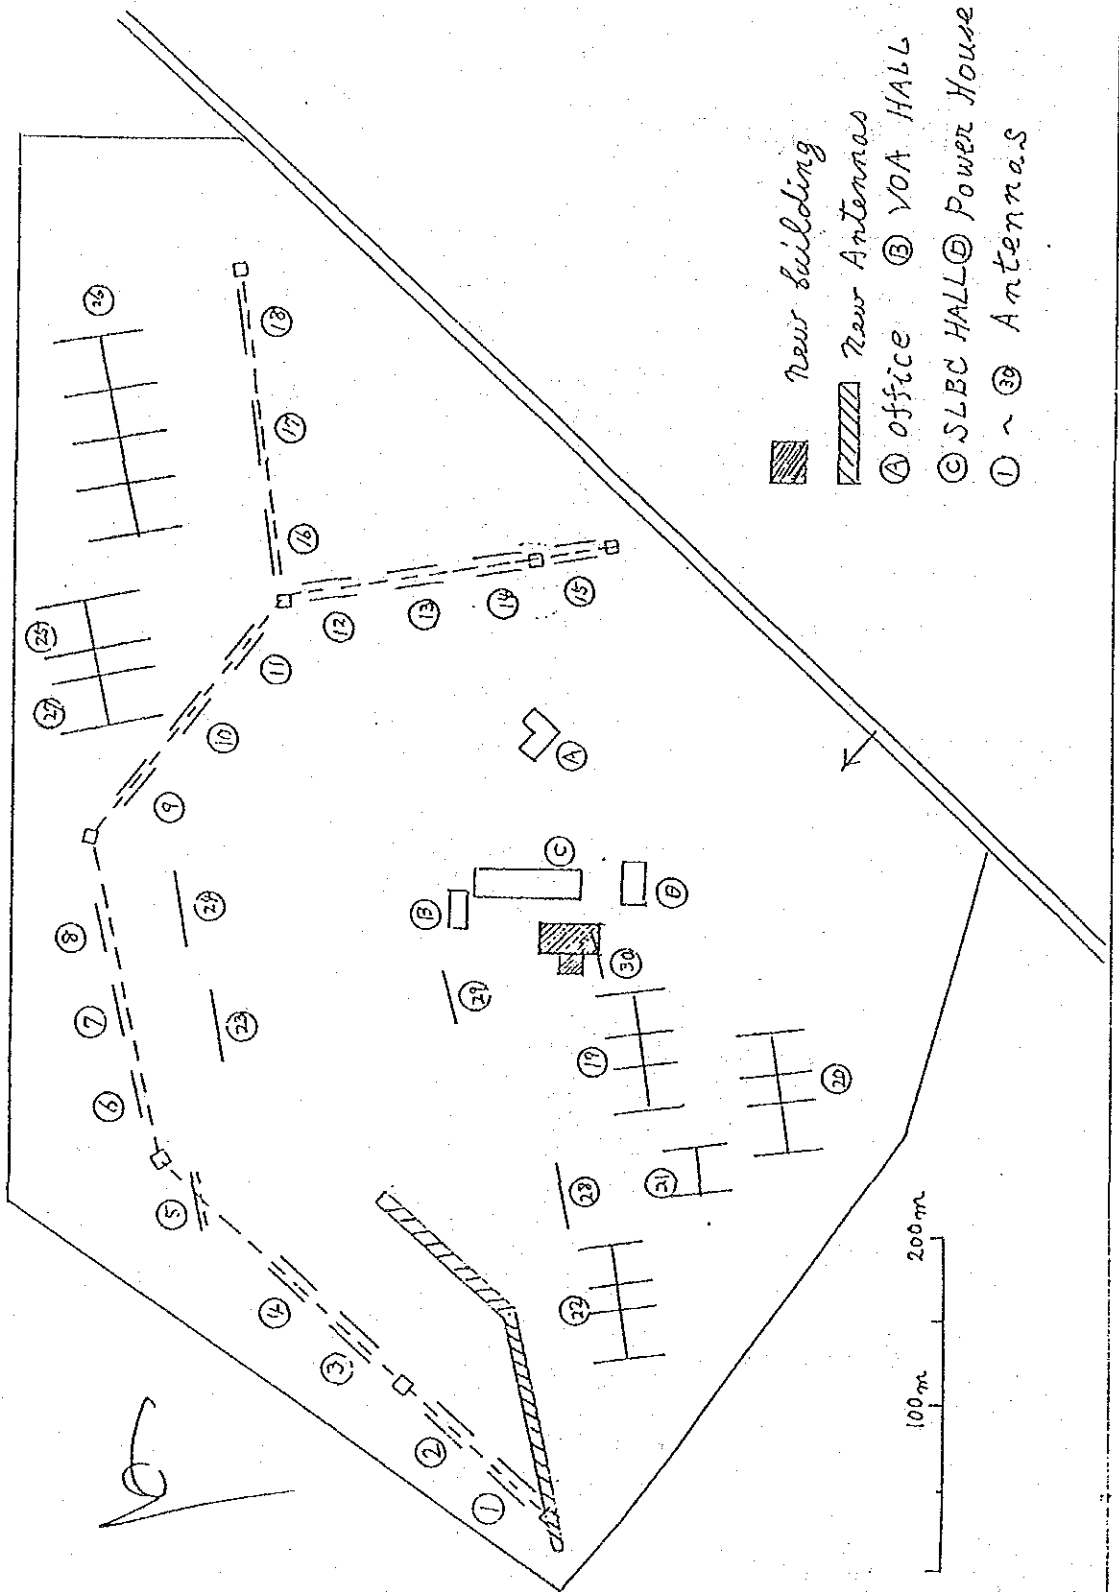 New building
New Antennas
Ⓐ office Ⓑ VOA HALL
Ⓒ SLBC HALL Ⓓ Power House
① ~ ㉚ Antennas
① ② ③ ④ ⑤ ⑥ ⑦ ⑧ ⑨ ⑩ ⑪ ⑫ ⑬ ⑭ ⑮ ⑯ ⑰ ⑱
㉓ ㉔ ㉗ ㉕ ㉖
㉙ Ⓑ Ⓒ Ⓐ
㉒ ㉘ ㉑ ⑲ ⑳ ㉚
100m 200m